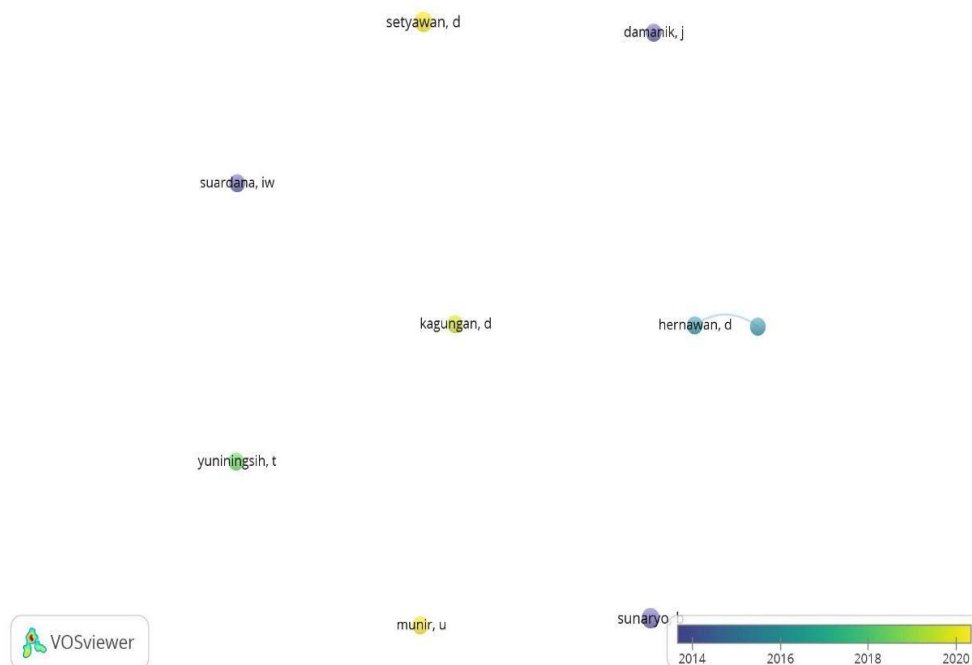 setyawan, d
damanik, j
suardana, iw
kagungan, d
hernawan, d
yuniningsih, t
munir, u
sunaryo
VOSviewer
2014 2016 2018 2020